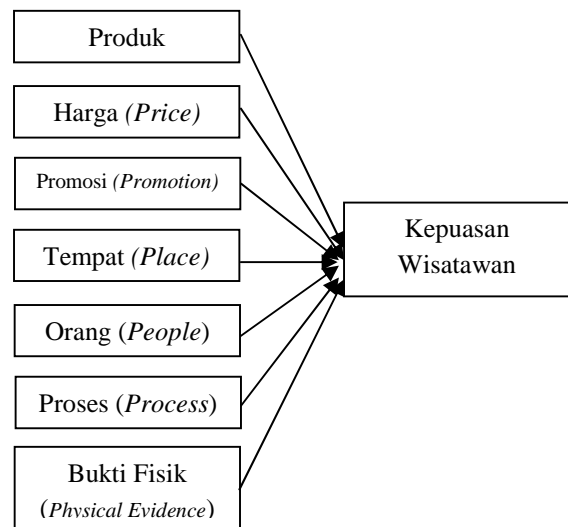 Produk
Harga (Price)
Promosi (Promotion)
Tempat (Place)
Orang (People)
Proses (Process)
Bukti Fisik
(Physical Evidence)
Kepuasan
Wisatawan